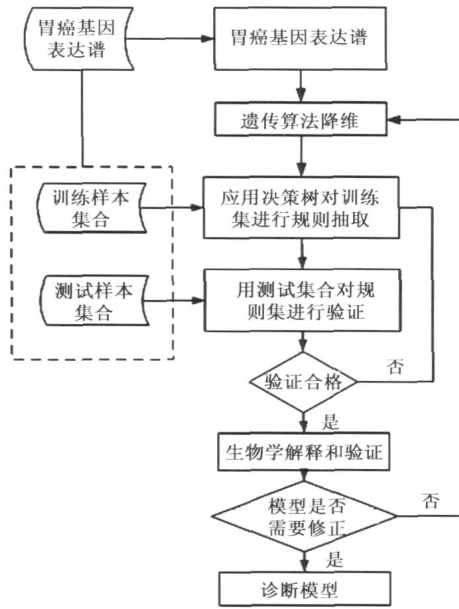 胃癌基因
表达谱
胃癌基因表达谱
遗传算法降维
训练样本
集合
应用决策树对训练
集进行规则抽取
测试样本
集合
用测试集合对规
则集进行验证
验证合格
否
是
生物学解释和验证
模型是否
需要修正
否
是
诊断模型